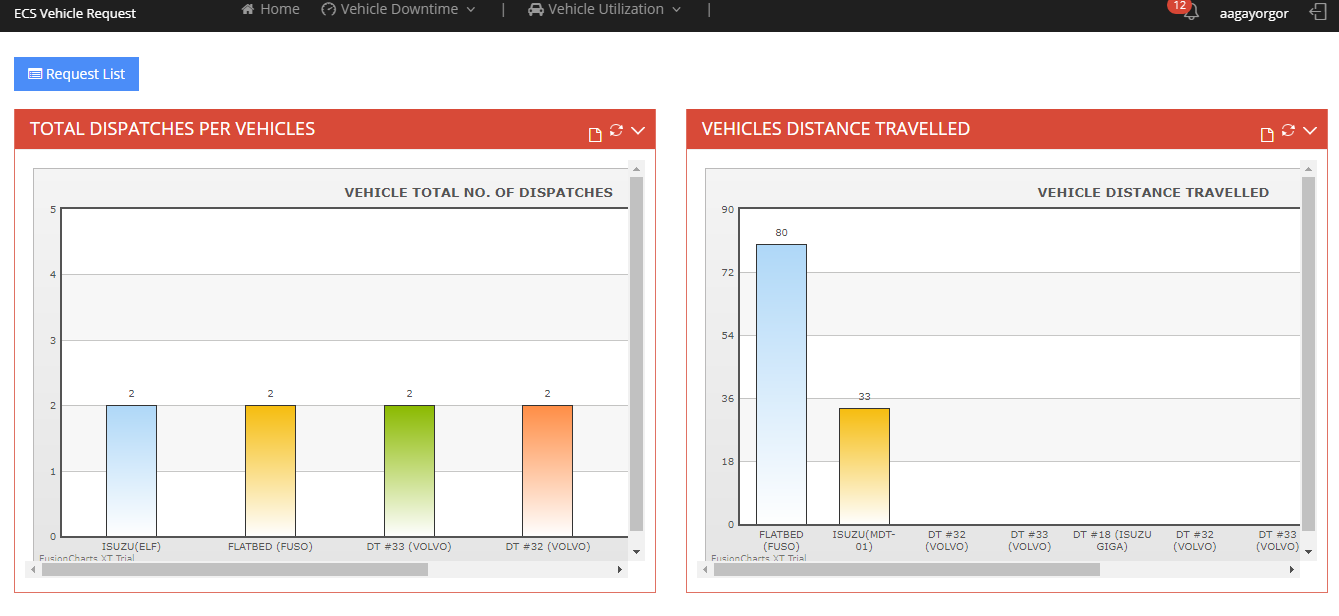 ECS Vehicle Request
Home
Vehicle Downtime
|
Vehicle Utilization
|
12
aagayorgor
Request List
TOTAL DISPATCHES PER VEHICLES
VEHICLE TOTAL NO. OF DISPATCHES
5
4
3
2
1
0
2
2
2
2
ISUZU(ELF)
FLATBED (FUSO)
DT #33 (VOLVO)
DT #32 (VOLVO)
FusionCharts XT Trial
VEHICLES DISTANCE TRAVELLED
VEHICLE DISTANCE TRAVELLED
90
72
54
36
18
0
80
33
FLATBED
(FUSO)
ISUZU(MDT-
01)
DT #32
(VOLVO)
DT #33
(VOLVO)
DT #18 (ISUZU
GIGA)
DT #32
(VOLVO)
DT #33
(VOLVO)
FusionCharts XT Trial